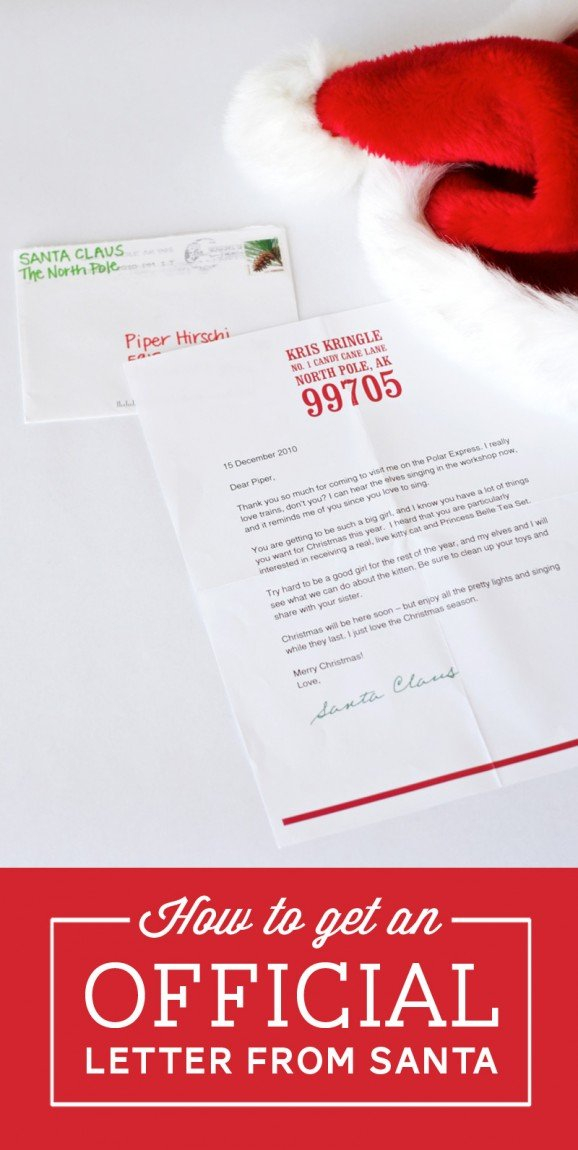 SANTA CLAUS
The North Pole
Piper Hirschi
KRIS KRINGLE
NO. 1 CANDY CANE LANE
NORTH POLE, AK
99705
15 December 2010
Dear Piper,
Thank you so much for coming to visit me on the Polar Express. I really
love trains, don't you? I can hear the elves singing in the workshop now,
and it reminds me of you since you love to sing.
You are getting to be such a big girl, and I know you have a lot of things
you want for Christmas this year. I heard that you are particularly
interested in receiving a real, live kitty cat and Princess Belle Tea Set.
Try hard to be a good girl for the rest of the year, and my elves and I will
see what we can do about the kitten. Be sure to clean up your toys and
share with your sister.
Christmas will be here soon – but enjoy all the pretty lights and singing
while they last. I just love the Christmas season.
Merry Christmas!
Love,
Santa Claus
How to get an
OFFICIAL
LETTER FROM SANTA